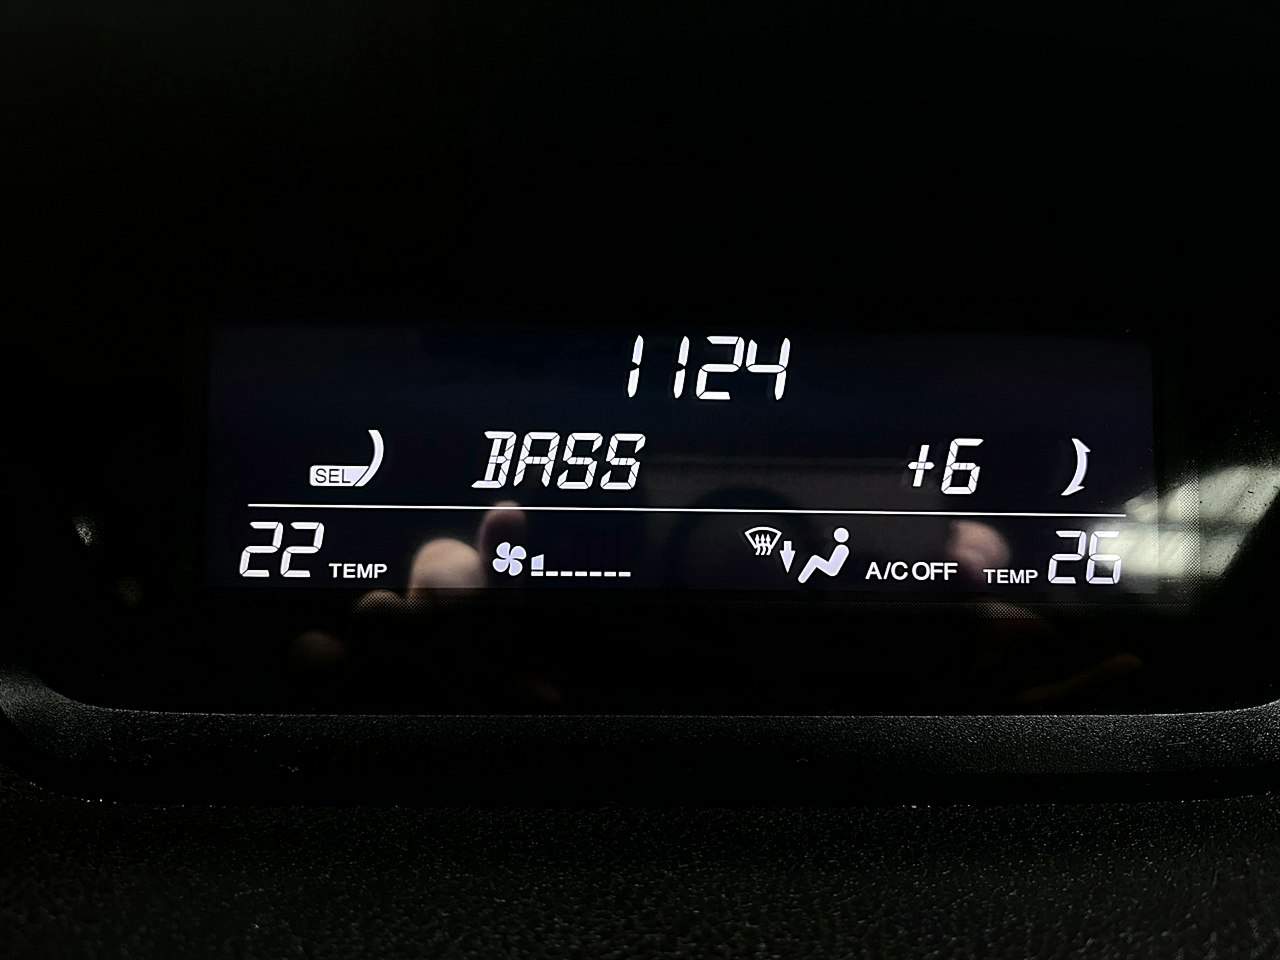 1124
SEL BASS +6
22 TEMP A/C OFF TEMP 26